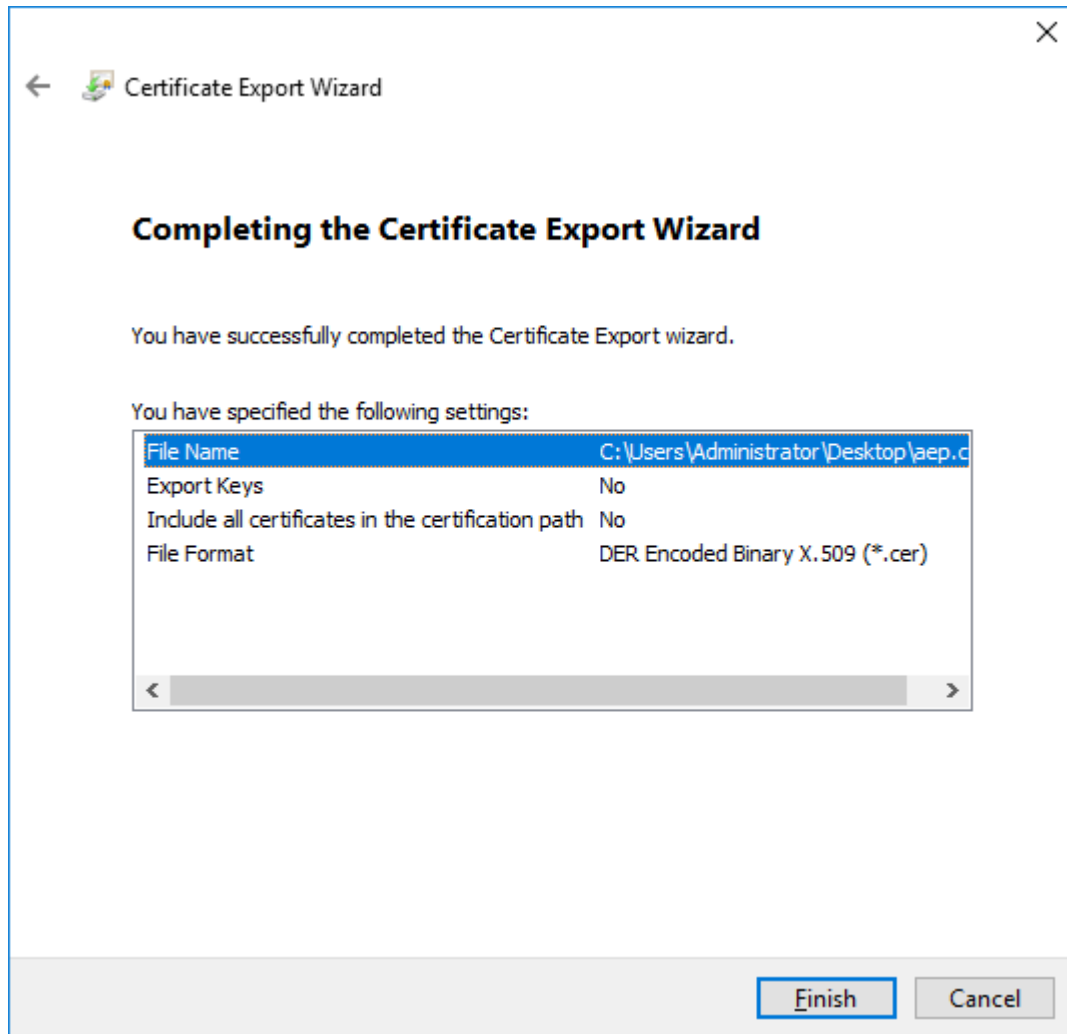 Certificate Export Wizard
Completing the Certificate Export Wizard
You have successfully completed the Certificate Export wizard.
You have specified the following settings:
File Name C:\Users\Administrator\Desktop\aep.c
Export Keys No
Include all certificates in the certification path No
File Format DER Encoded Binary X.509 (*.cer)
Finish Cancel